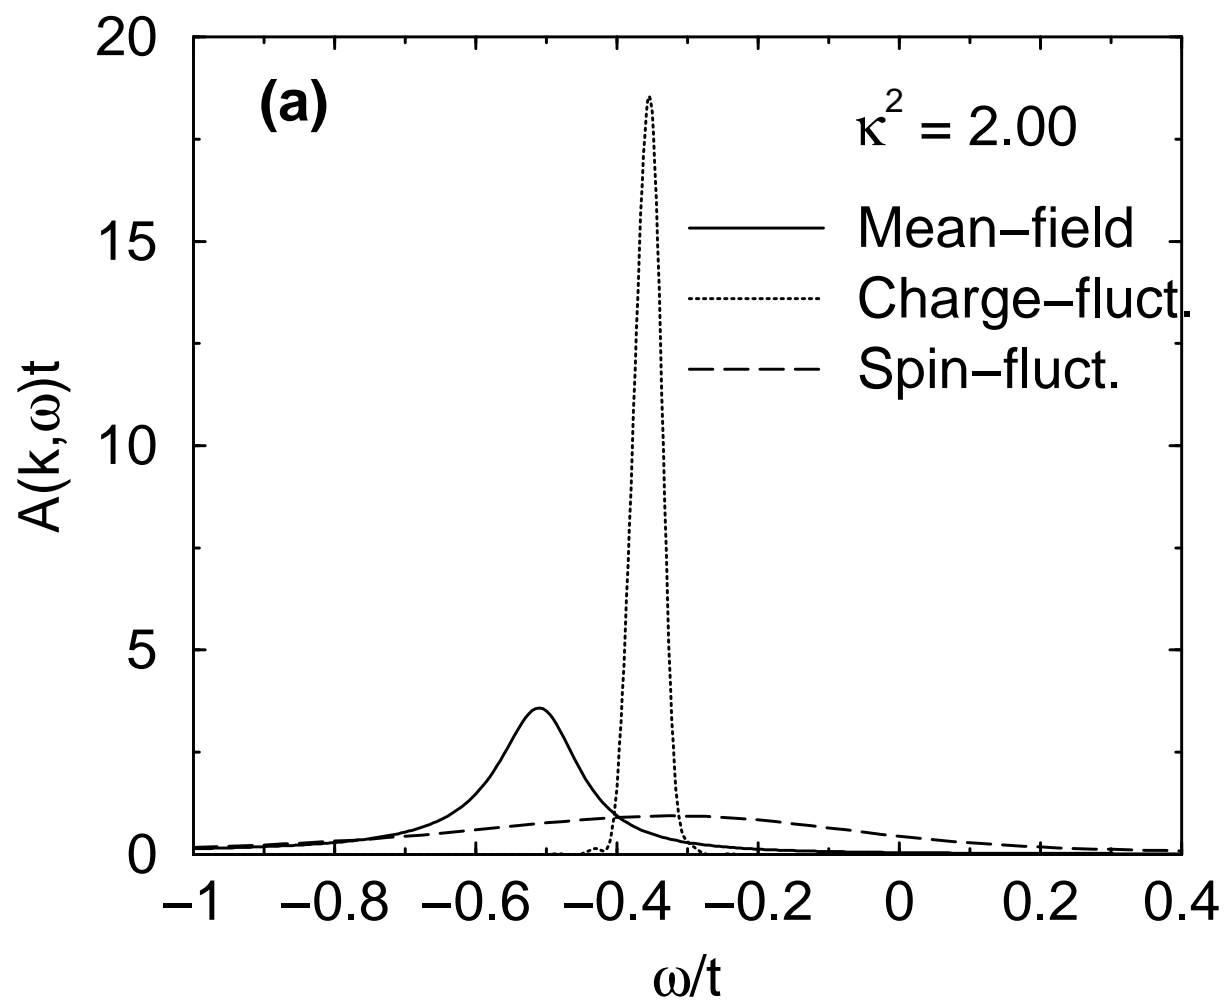 20
(a)
κ² = 2.00
15
Mean−field
Charge−fluct.
Spin−fluct.
A(k,ω)t
10
5
0
−1 −0.8 −0.6 −0.4 −0.2 0 0.2 0.4
ω/t